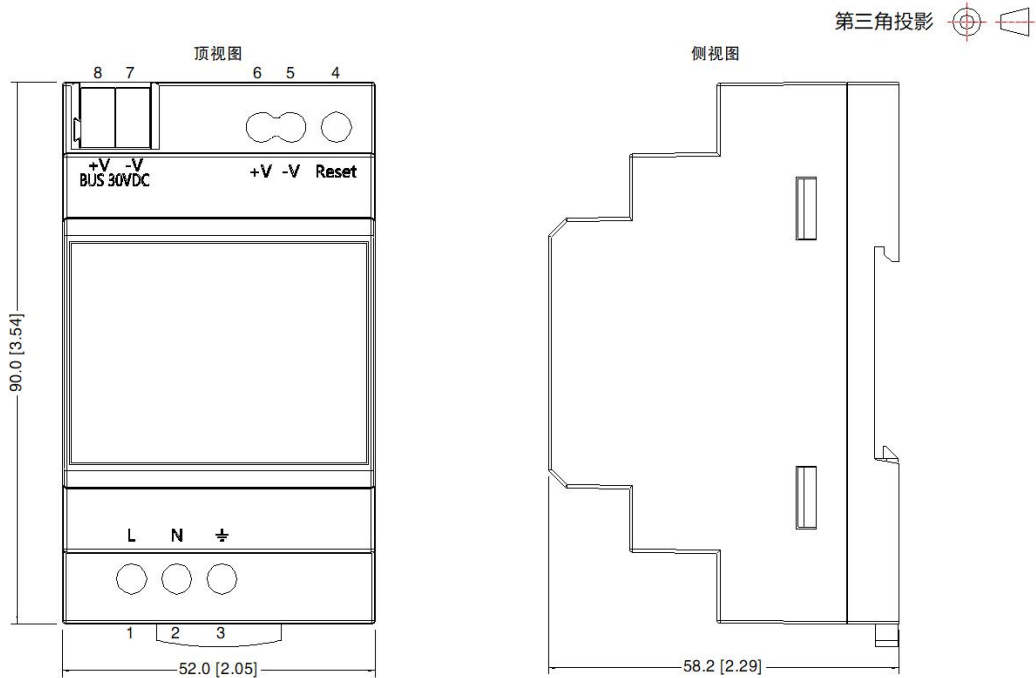 第三角投影
顶视图
侧视图
8 7 6 5 4
+V -V
BUS 30VDC
+V -V Reset
90.0 [3.54]
L N ⏚
1 2 3
52.0 [2.05]
58.2 [2.29]